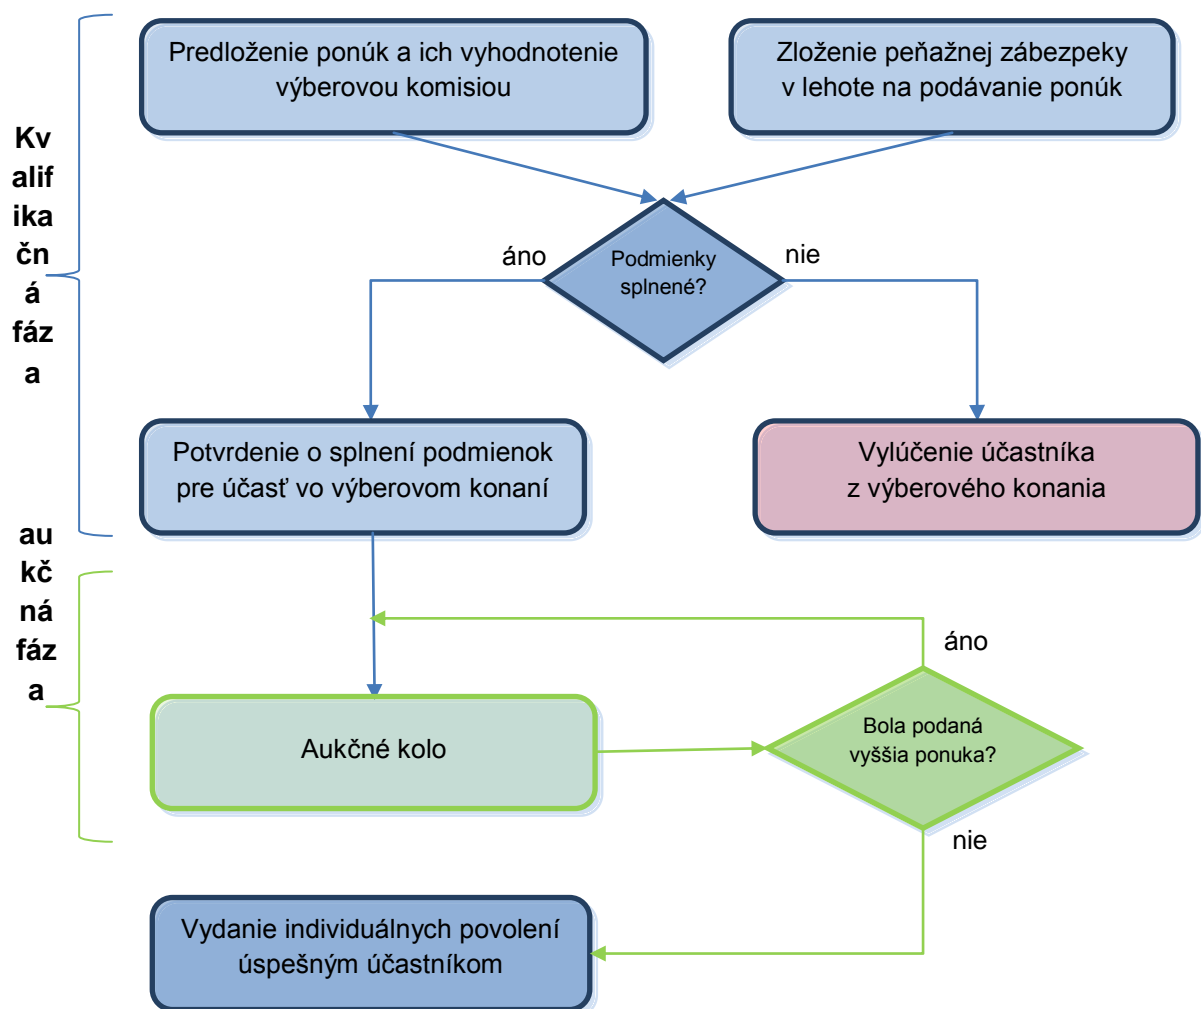 Predloženie ponúk a ich vyhodnotenie
výberovou komisiou
Zloženie peňažnej zábezpeky
v lehote na podávanie ponúk
Kv
alif
ika
čn
á
fáz
a
áno
Podmienky
splnené?
nie
Potvrdenie o splnení podmienok
pre účasť vo výberovom konaní
Vylúčenie účastníka
z výberového konania
au
kč
ná
fáz
a
áno
Aukčné kolo
Bola podaná
vyššia ponuka?
nie
Vydanie individuálnych povolení
úspešným účastníkom